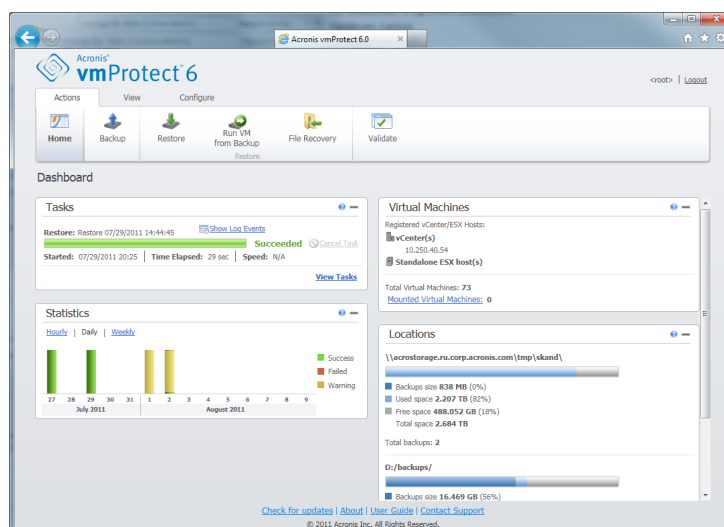 Acronis vmProtect 6.0
Acronis®
vmProtect™ 6
<root> | Logout
Actions View Configure
Home Backup Restore Run VM from Backup File Recovery Validate
Restore
Dashboard
Tasks
Restore: Restore 07/29/2011 14:44:45 Show Log Events
Succeeded Cancel Task
Started: 07/29/2011 20:25 | Time Elapsed: 29 sec | Speed: N/A
View Tasks
Statistics
Hourly | Daily | Weekly
Success
Failed
Warning
27 28 29 30 31 1 2 3 4 5 6 7 8 9
July 2011 August 2011
Virtual Machines
Registered vCenter/ESX Hosts:
vCenter(s)
10.250.40.54
Standalone ESX host(s)
Total Virtual Machines: 73
Mounted Virtual Machines: 0
Locations
\\acrostorage.ru.corp.acronis.com\tmp\skand\
Backups size 838 MB (0%)
Used space 2.207 TB (82%)
Free space 488.052 GB (18%)
Total space 2.684 TB
Total backups: 2
D:/backups/
Backups size 16.469 GB (56%)
Check for updates | About | User Guide | Contact Support
© 2011 Acronis Inc. All Rights Reserved.